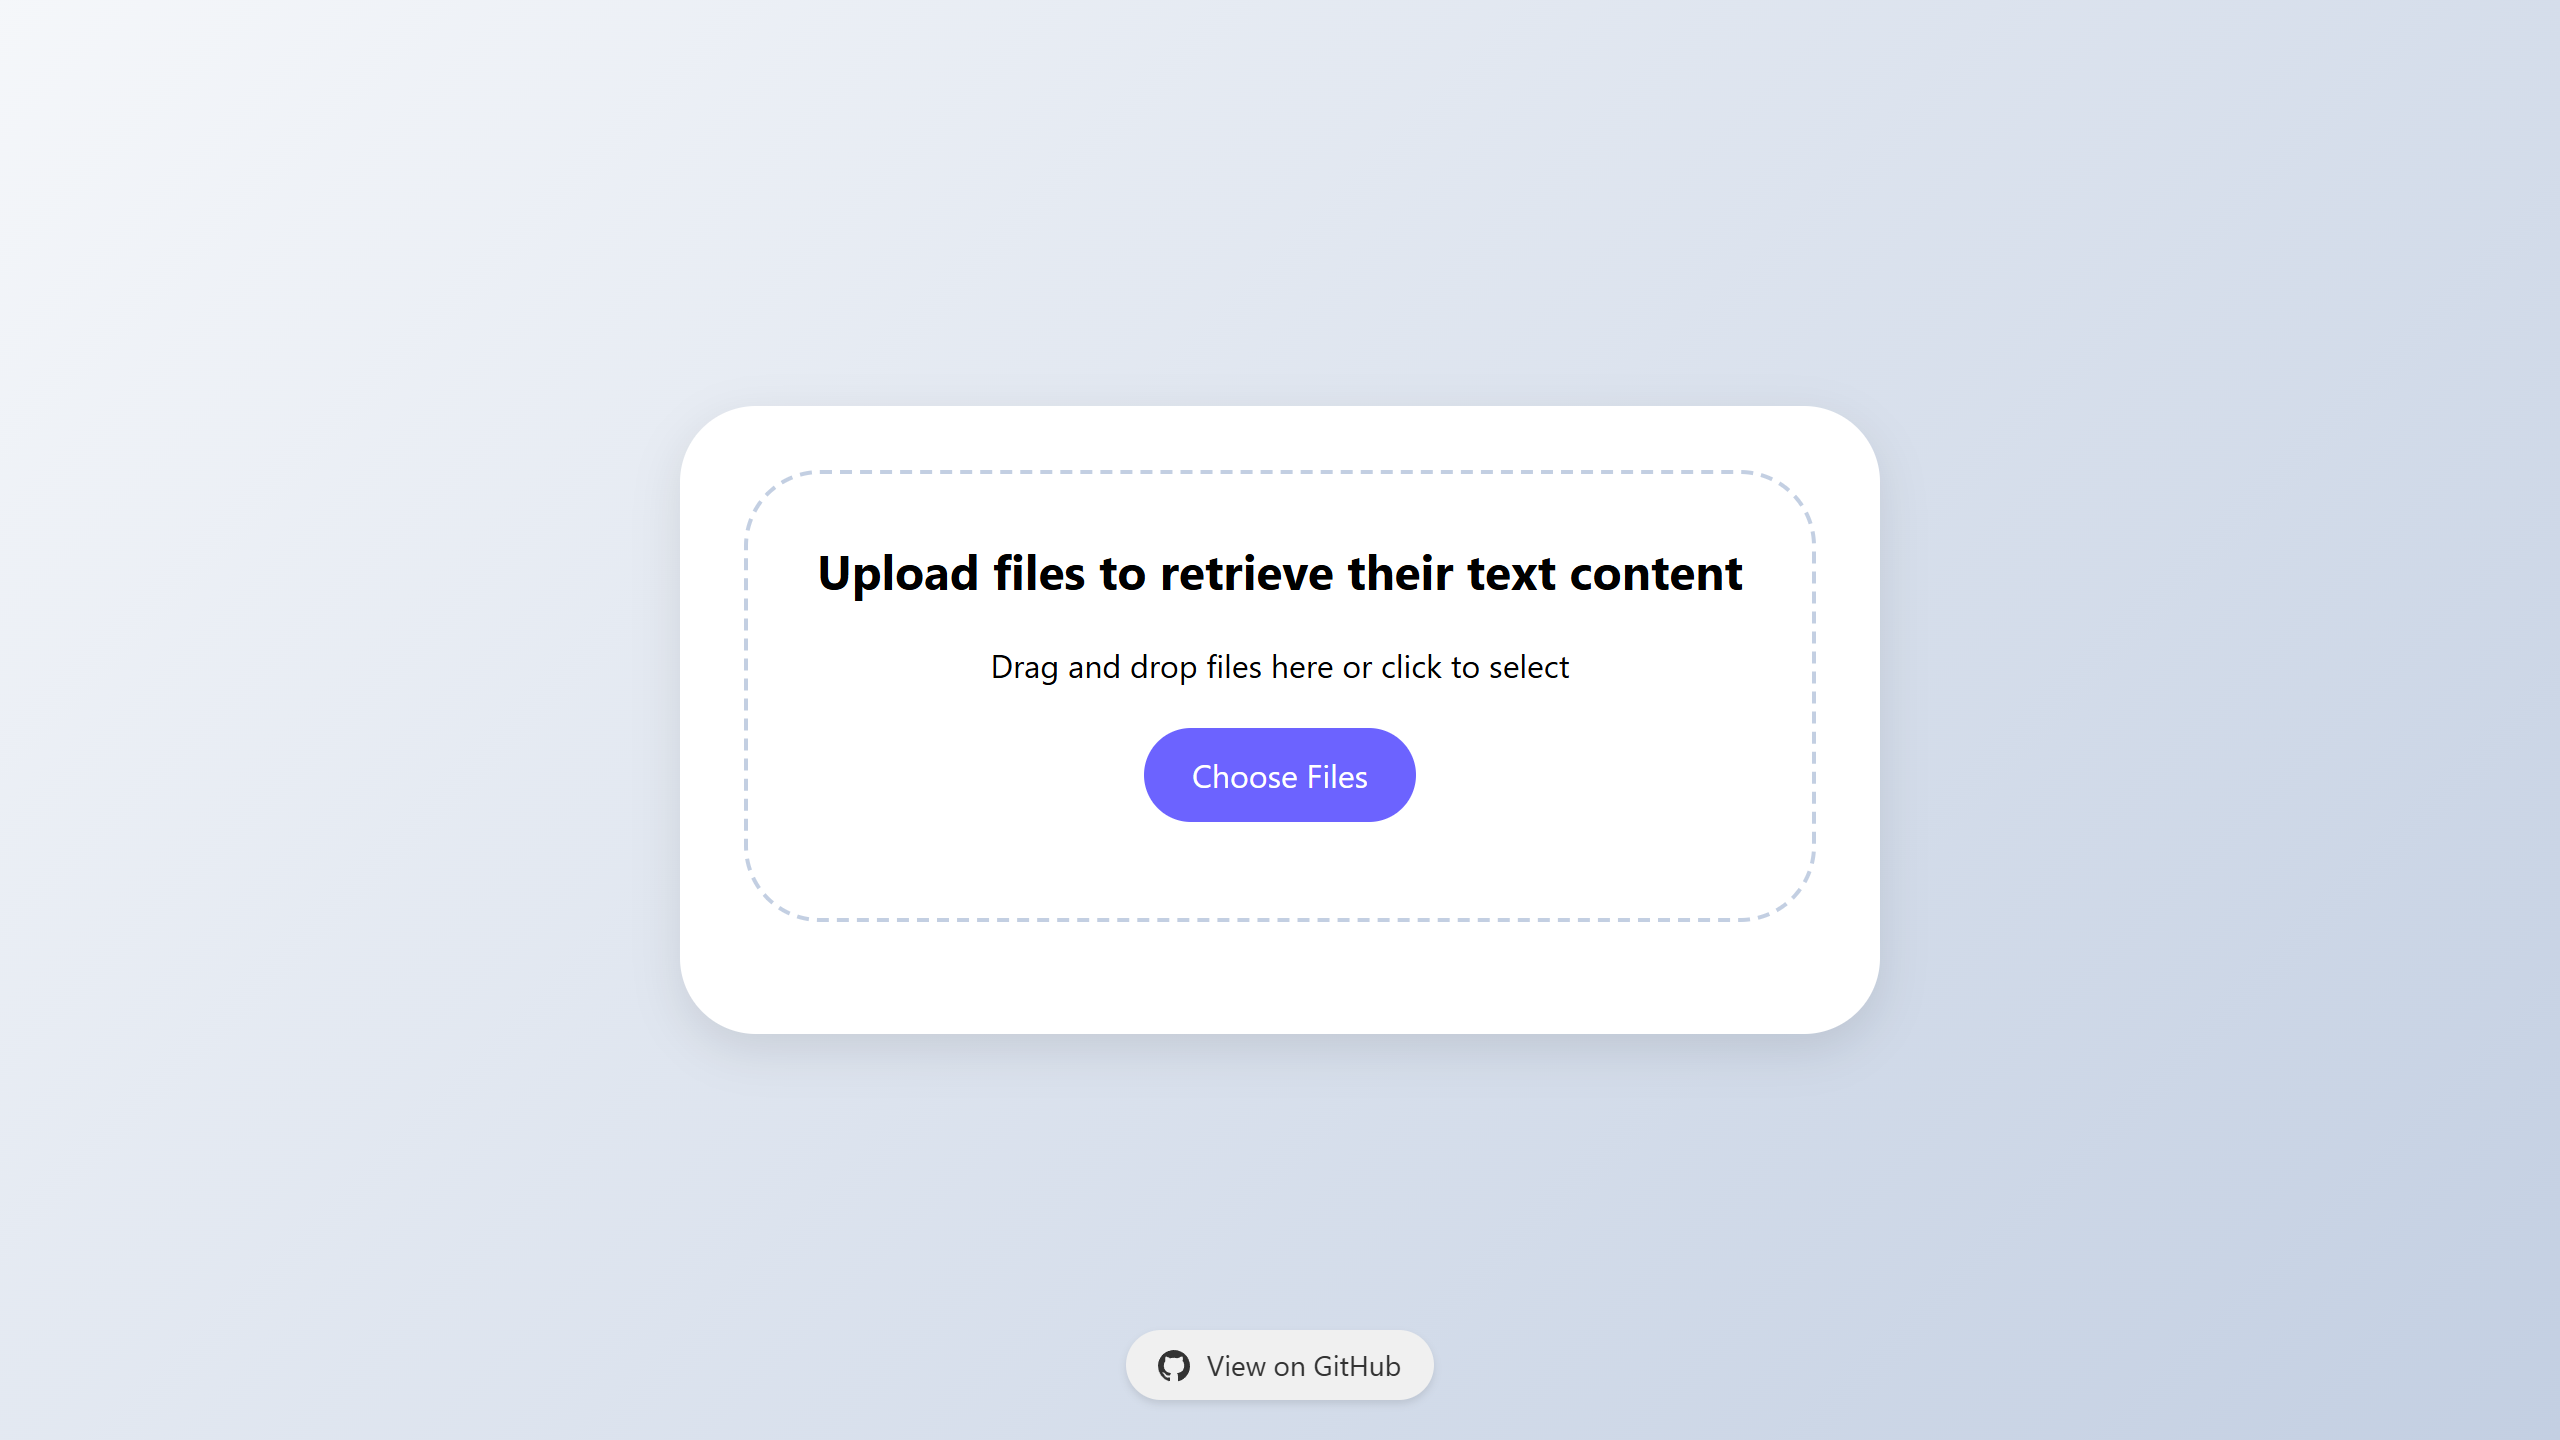 Upload files to retrieve their text content
Drag and drop files here or click to select
Choose Files
View on GitHub